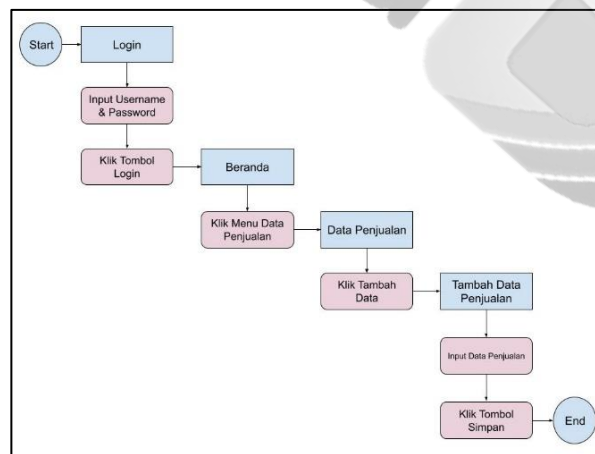 Start
Login
Input Username
& Password
Klik Tombol
Login
Beranda
Klik Menu Data
Penjualan
Data Penjualan
Klik Tambah
Data
Tambah Data
Penjualan
Input Data Penjualan
Klik Tombol
Simpan
End